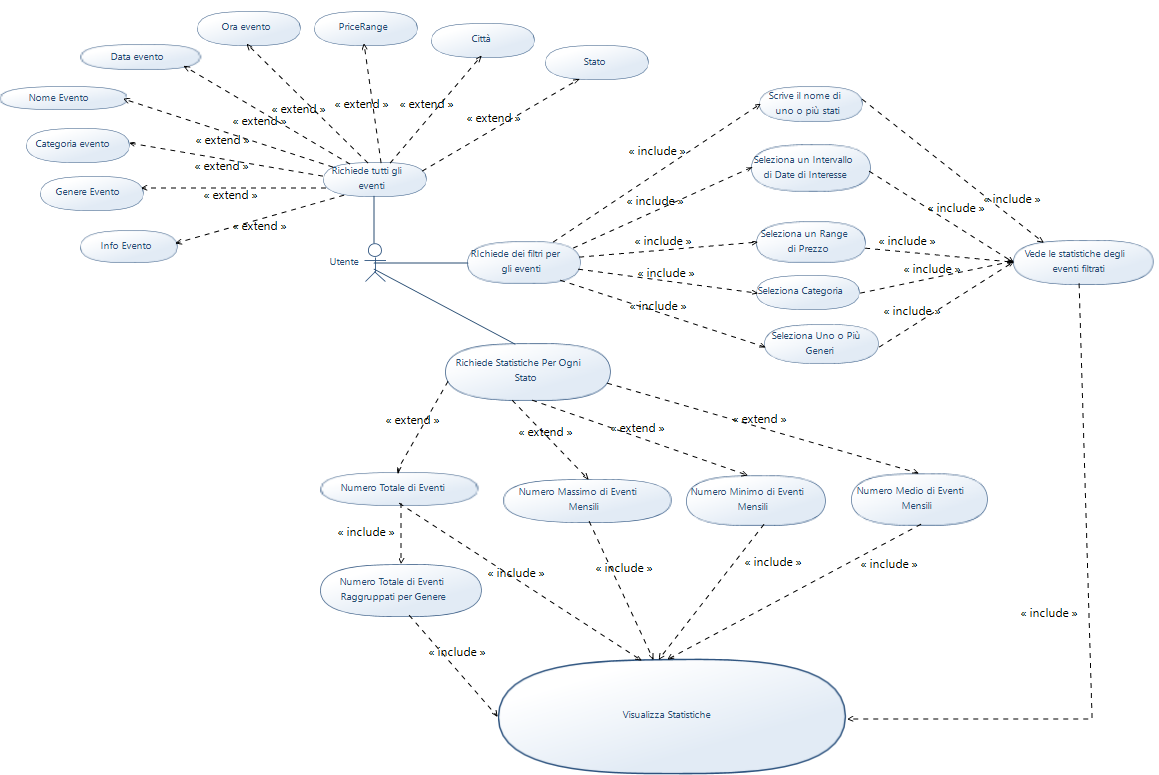 Ora evento
PriceRange
Città
Data evento
Stato
Nome Evento
« extend »
« extend »
« extend »
« extend »
« extend »
Scrive il nome di
uno o più stati
Categoria evento
« extend »
« include »
Seleziona un Intervallo
di Date di Interesse
« extend »
Richiede tutti gli
eventi
Genere Evento
« extend »
« include »
« include »
« include »
« extend »
Info Evento
Utente
RIchiede dei filtri per
gli eventi
« include »
Seleziona un Range
di Prezzo
« include »
Vede le statistiche degli
eventi filtrati
« include »
« include »
Seleziona Categoria
« include »
« include »
Seleziona Uno o Più
Generi
Richiede Statistiche Per Ogni
Stato
« extend »
« extend »
« extend »
« extend »
Numero Totale di Eventi
Numero Massimo di Eventi
Mensili
Numero Minimo di Eventi
Mensili
Numero Medio di Eventi
Mensili
« include »
« include »
« include »
« include »
« include »
Numero Totale di Eventi
Raggruppati per Genere
« include »
« include »
Visualizza Statistiche